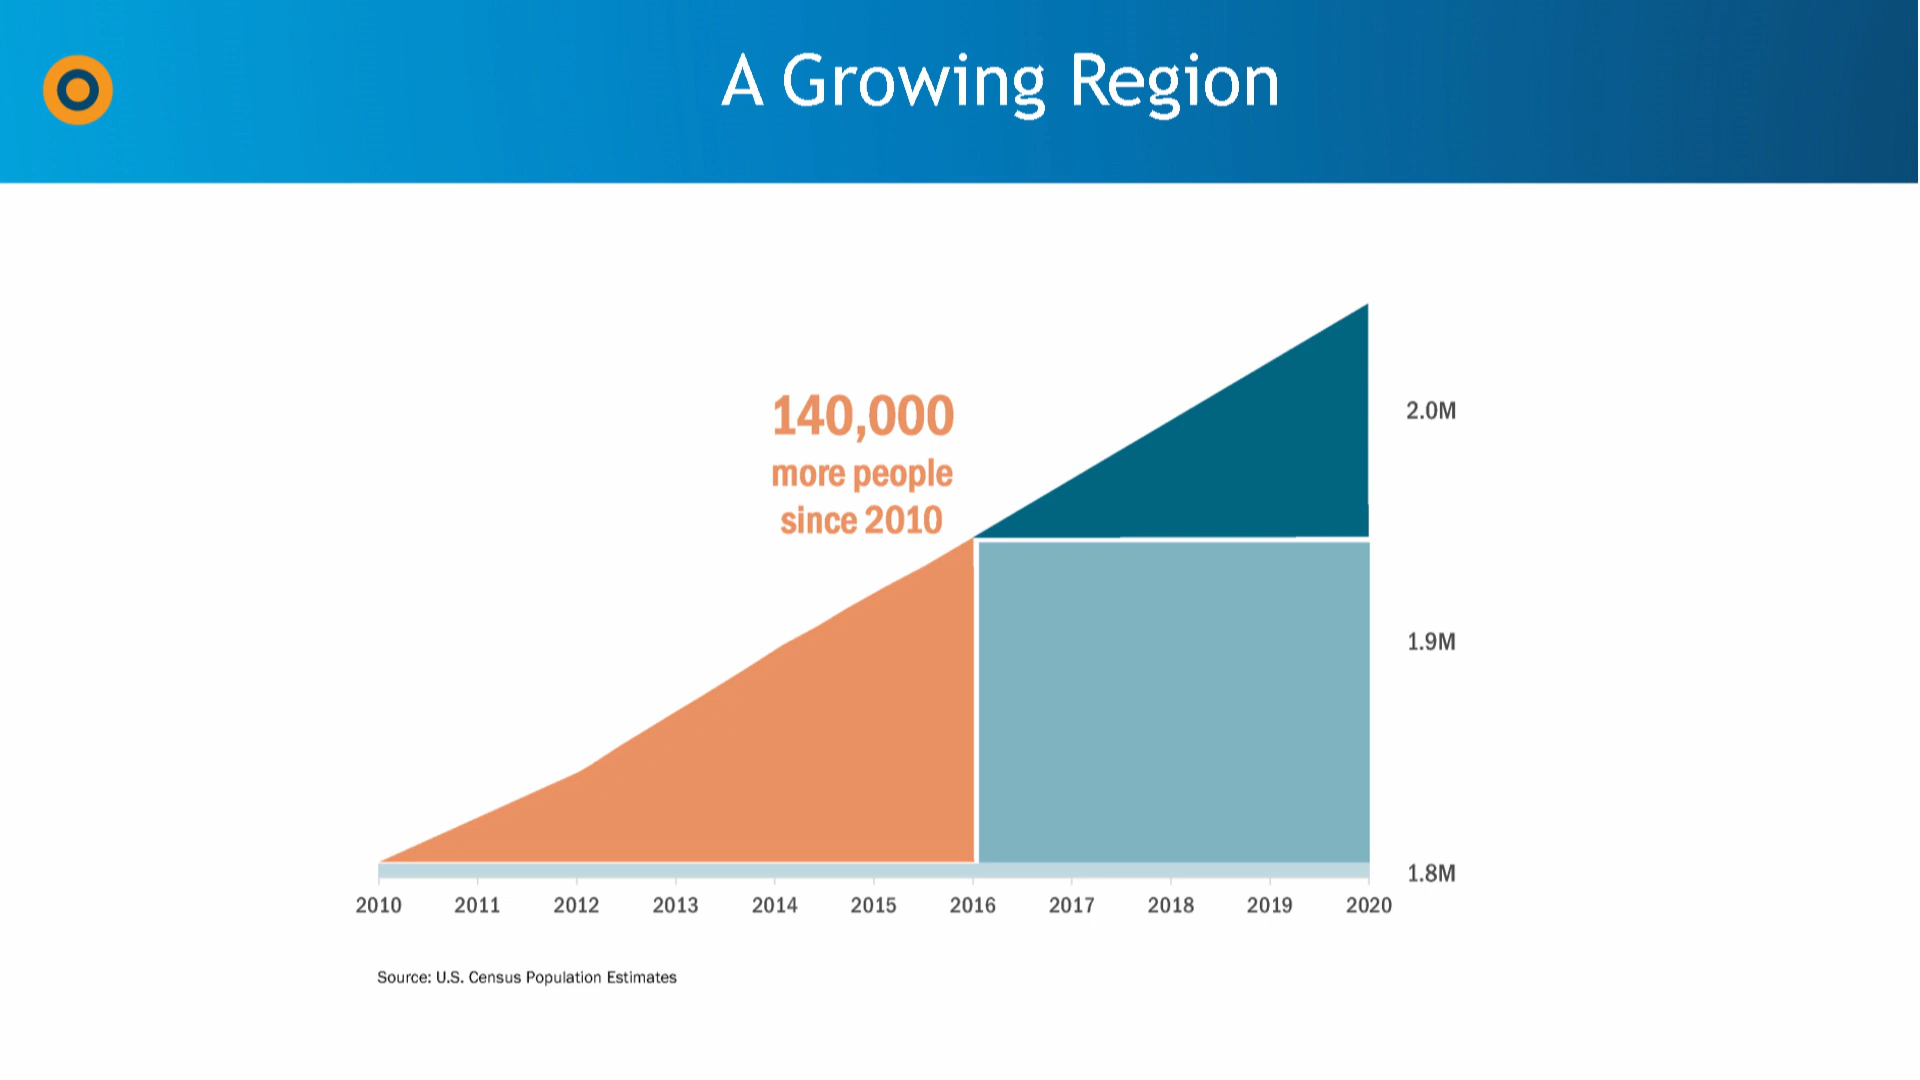 A Growing Region
140,000
more people
since 2010
2.0M
1.9M
1.8M
2010 2011 2012 2013 2014 2015 2016 2017 2018 2019 2020
Source: U.S. Census Population Estimates